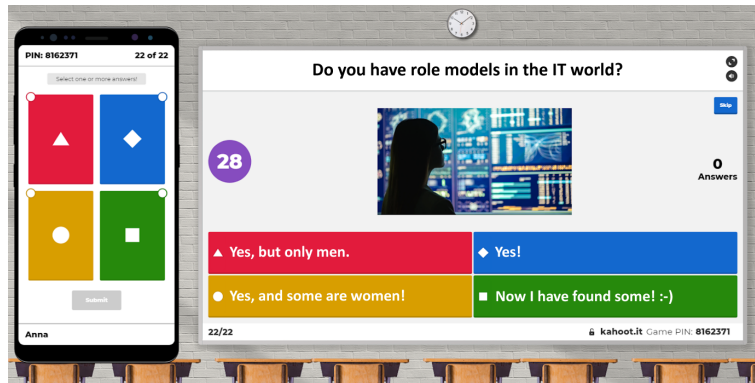 PIN: 8162371 22 of 22
Select one or more answers!
Submit
Anna
Do you have role models in the IT world?
Skip
28
0
Answers
Yes, but only men.
Yes!
Yes, and some are women!
Now I have found some! :-)
22/22
kahoot.it Game PIN: 8162371